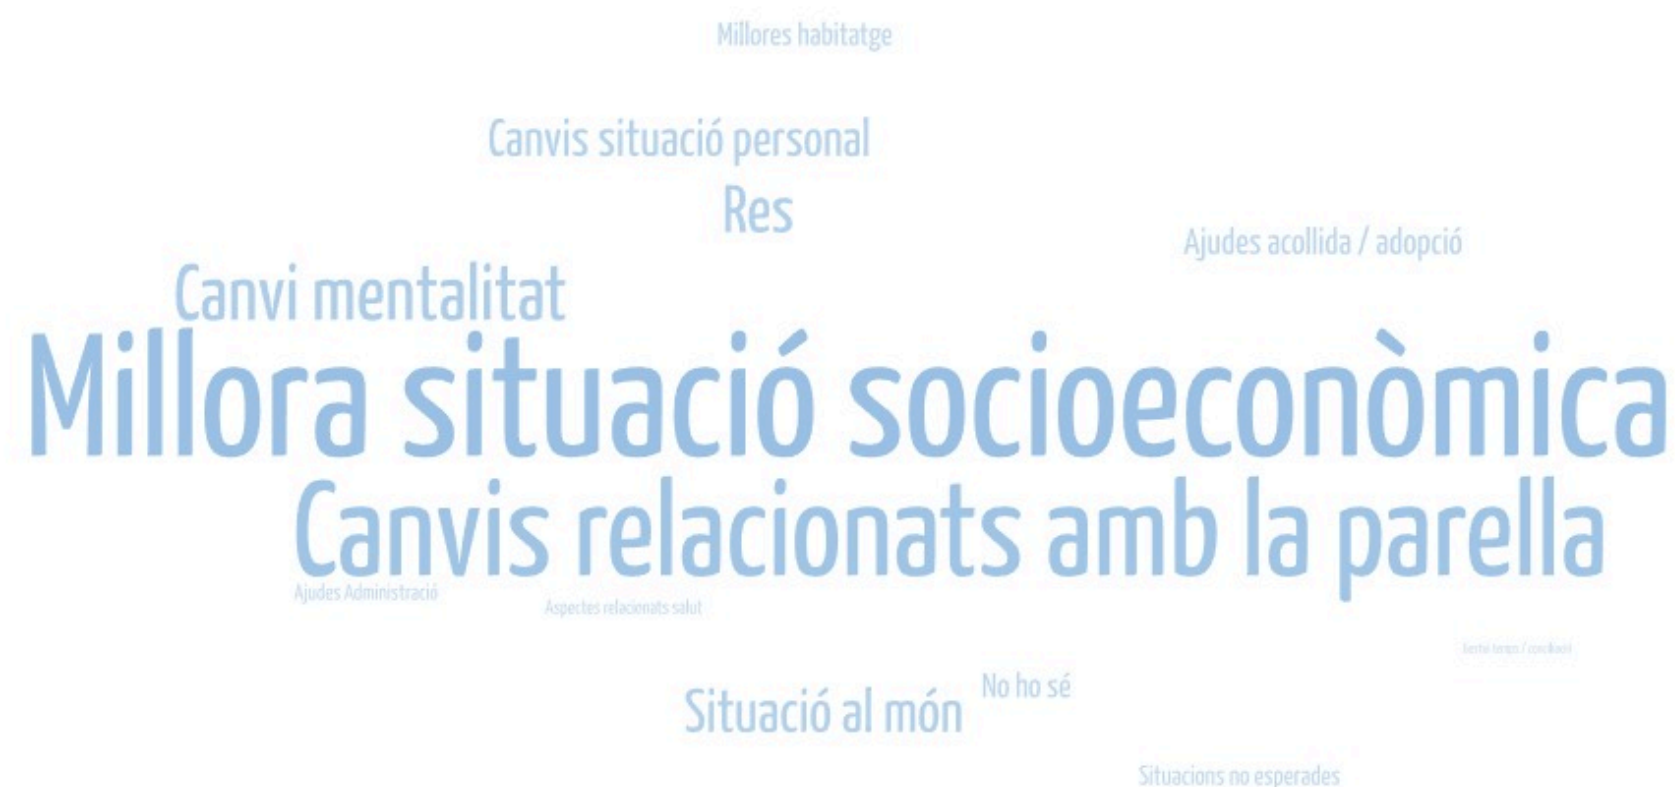 Millores habitatge
Canvis situació personal
Res
Ajudes acollida / adopció
Canvi mentalitat
Millora situació socioeconòmica
Canvis relacionats amb la parella
Ajudes Administració
Aspectes relacionats salut
No ho sé
Situació al món
Situacions no esperades